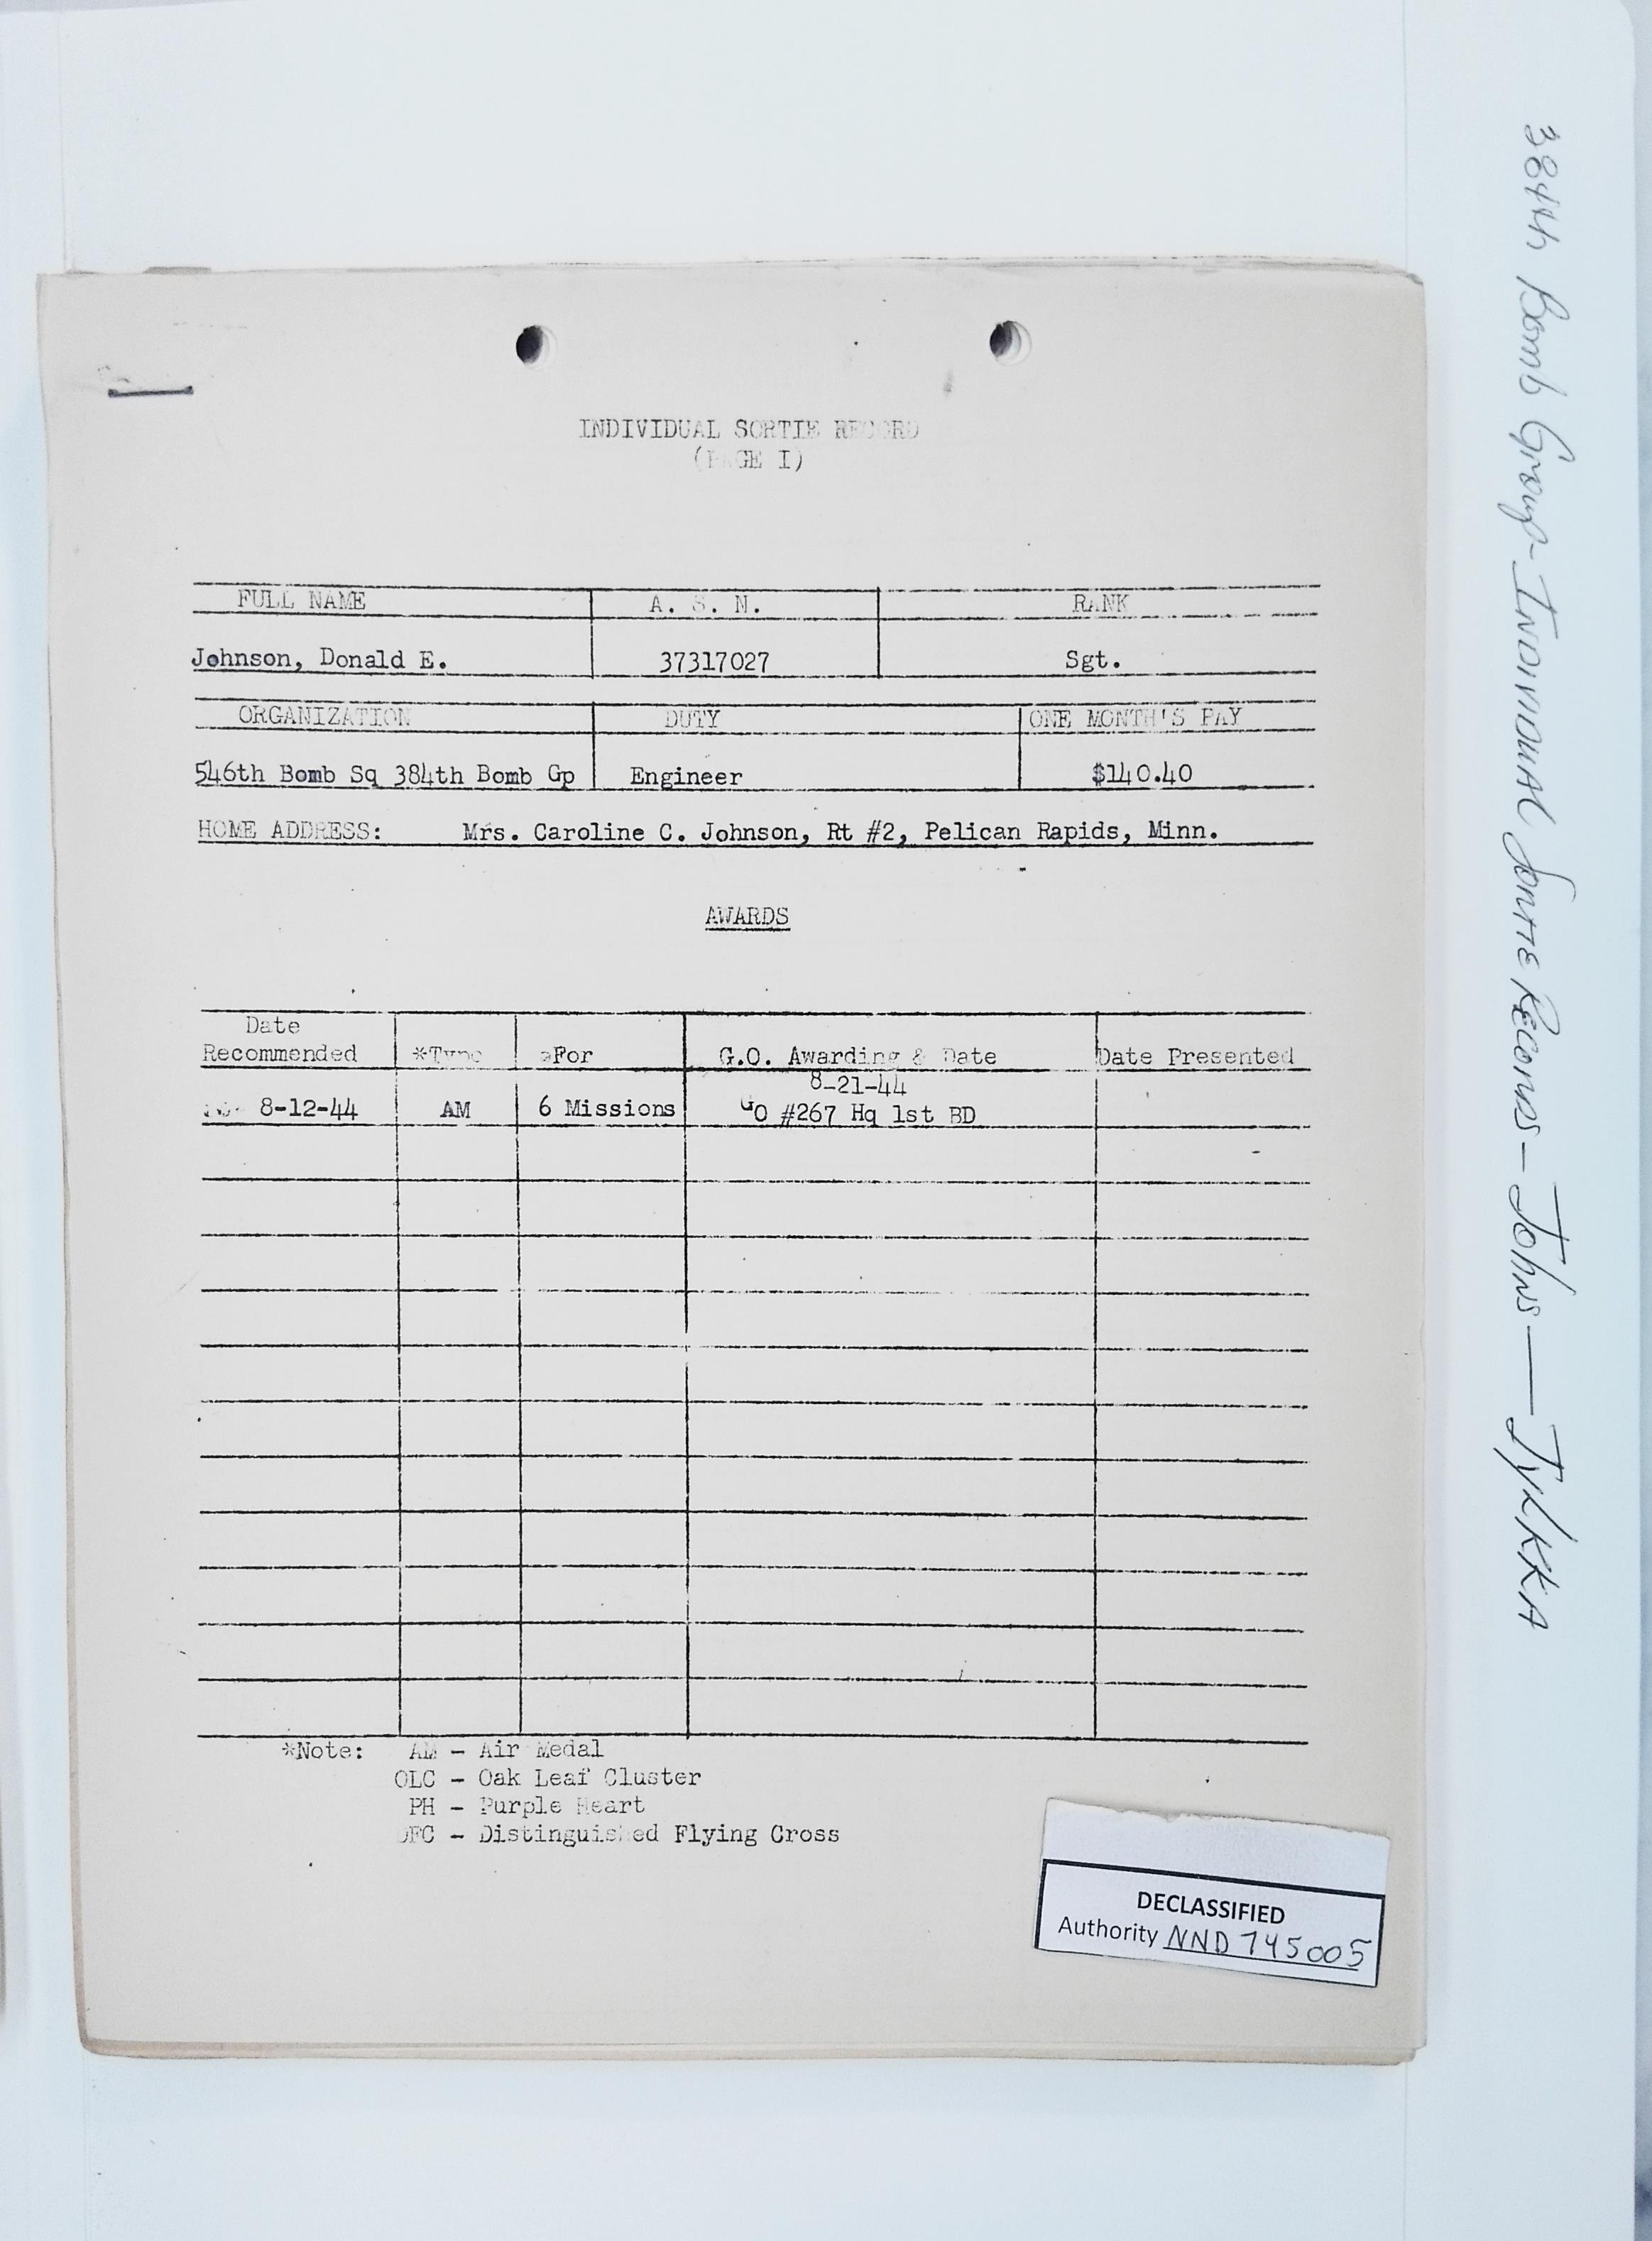 INDIVIDUAL SORTIE RECORD
(PAGE I)
FULL NAME A. S. N. RANK
Johnson, Donald E. 37317027 Sgt.
ORGANIZATION DUTY ONE MONTH'S PAY
546th Bomb Sq 384th Bomb Gp Engineer $140.40
HOME ADDRESS: Mrs. Caroline C. Johnson, Rt #2, Pelican Rapids, Minn.
AWARDS
Date
Recommended *Type For G.O. Awarding & Date Date Presented
8-21-44
8-12-44 AM 6 Missions GO #267 Hq 1st BD
*Note: AM - Air Medal
OLC - Oak Leaf Cluster
PH - Purple Heart
DFC - Distinguished Flying Cross
DECLASSIFIED
Authority NND 745005
384th Bomb Group - INDIVIDUAL SORTIE RECORDS - JOHNS - JYLKKA